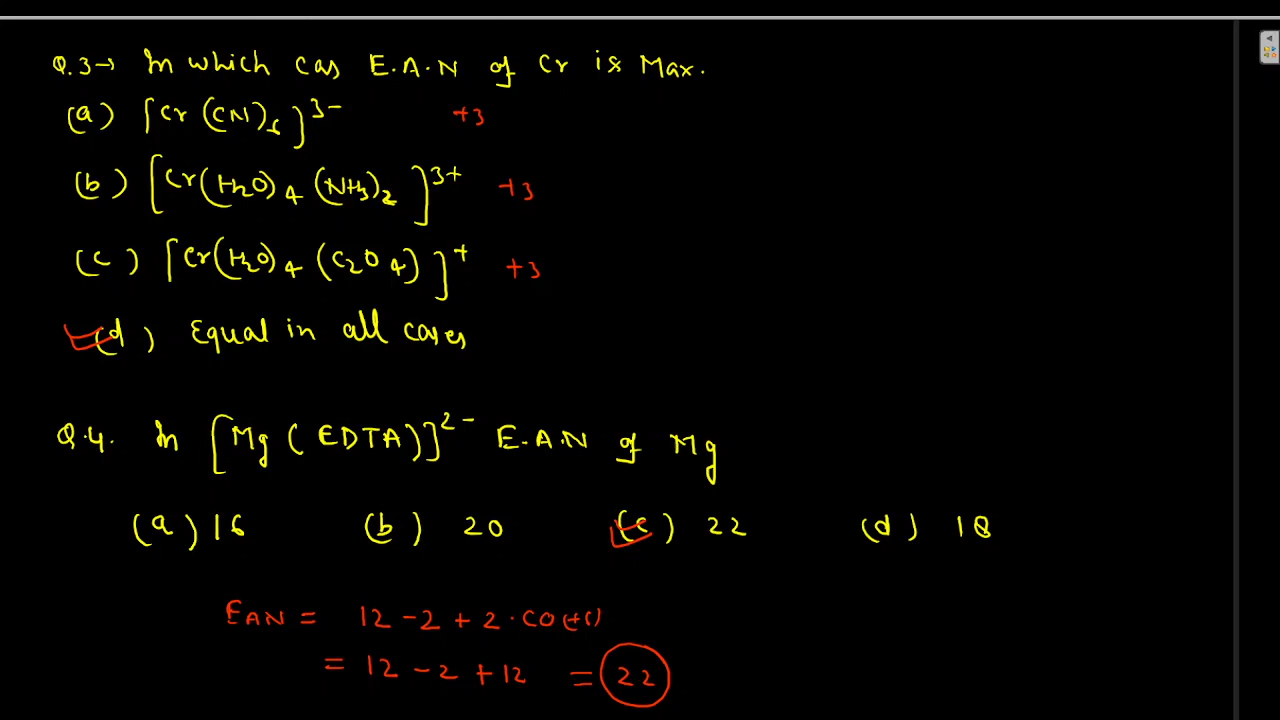 Q.3→ In which cas E.A.N of Cr is Max.
(a) [Cr(CN)6]3- +3
(b) [Cr(H2O)4(NH3)2]3+ +3
(c) [Cr(H2O)4(C2O4)]+ +3
(d) Equal in all cases
Q.4. In [Mg(EDTA)]2- E.A.N of Mg
(a) 16 (b) 20 (c) 22 (d) 18
EAN = 12-2+2.CO
= 12-2+12 = 22